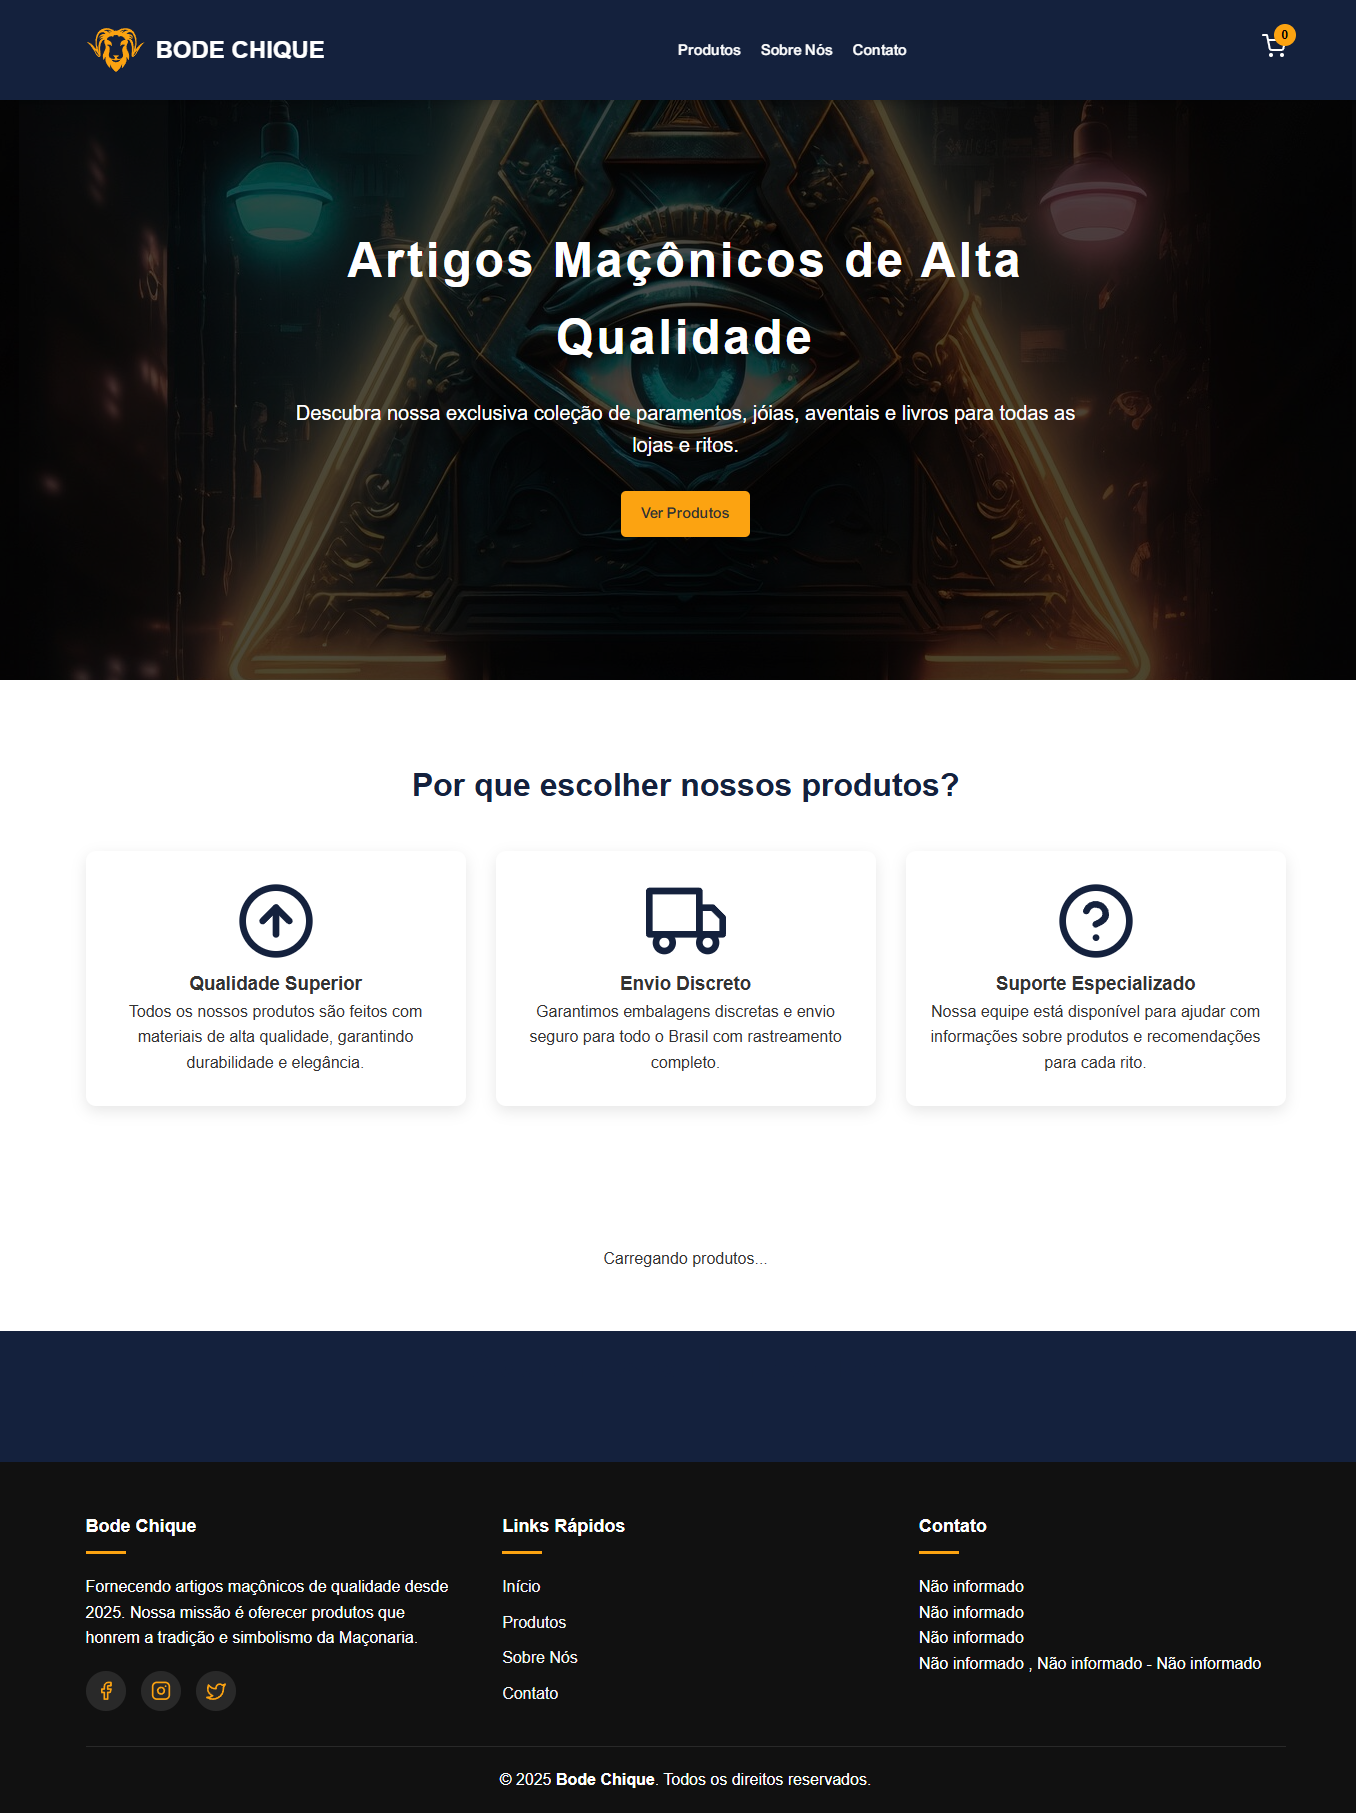 BODE CHIQUE
Produtos Sobre Nós Contato
0
Artigos Maçônicos de Alta
Qualidade
Descubra nossa exclusiva coleção de paramentos, jóias, aventais e livros para todas as
lojas e ritos.
Ver Produtos
Por que escolher nossos produtos?
Qualidade Superior
Todos os nossos produtos são feitos com
materiais de alta qualidade, garantindo
durabilidade e elegância.
Envio Discreto
Garantimos embalagens discretas e envio
seguro para todo o Brasil com rastreamento
completo.
Suporte Especializado
Nossa equipe está disponível para ajudar com
informações sobre produtos e recomendações
para cada rito.
Carregando produtos...
Bode Chique
Fornecendo artigos maçônicos de qualidade desde
2025. Nossa missão é oferecer produtos que
honrem a tradição e simbolismo da Maçonaria.
Links Rápidos
Início
Produtos
Sobre Nós
Contato
Contato
Não informado
Não informado
Não informado
Não informado , Não informado - Não informado
© 2025 Bode Chique. Todos os direitos reservados.